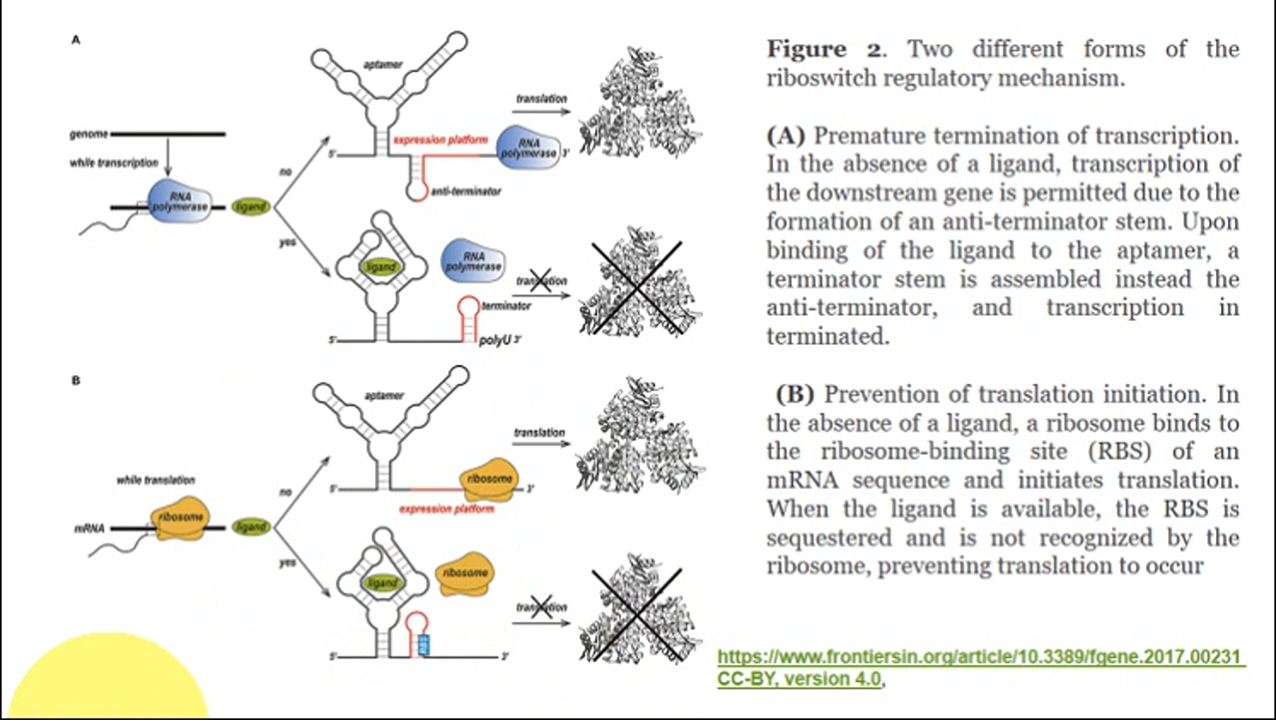 A
genome
while transcription
RNA
polymerase
ligand
no
yes
aptamer
expression platform
5'
RNA
polymerase
3'
anti-terminator
translation
ligand
RNA
polymerase
translation
terminator
5'
polyU 3'
B
while translation
mRNA
ribosome
ligand
no
yes
aptamer
translation
ribosome
5'
3'
expression platform
ligand
ribosome
translation
RBS
5'
3'
Figure 2. Two different forms of the
riboswitch regulatory mechanism.
(A) Premature termination of transcription.
In the absence of a ligand, transcription of
the downstream gene is permitted due to the
formation of an anti-terminator stem. Upon
binding of the ligand to the aptamer, a
terminator stem is assembled instead the
anti-terminator, and transcription in
terminated.
(B) Prevention of translation initiation. In
the absence of a ligand, a ribosome binds to
the ribosome-binding site (RBS) of an
mRNA sequence and initiates translation.
When the ligand is available, the RBS is
sequestered and is not recognized by the
ribosome, preventing translation to occur
https://www.frontiersin.org/article/10.3389/fgene.2017.00231
CC-BY, version 4.0,